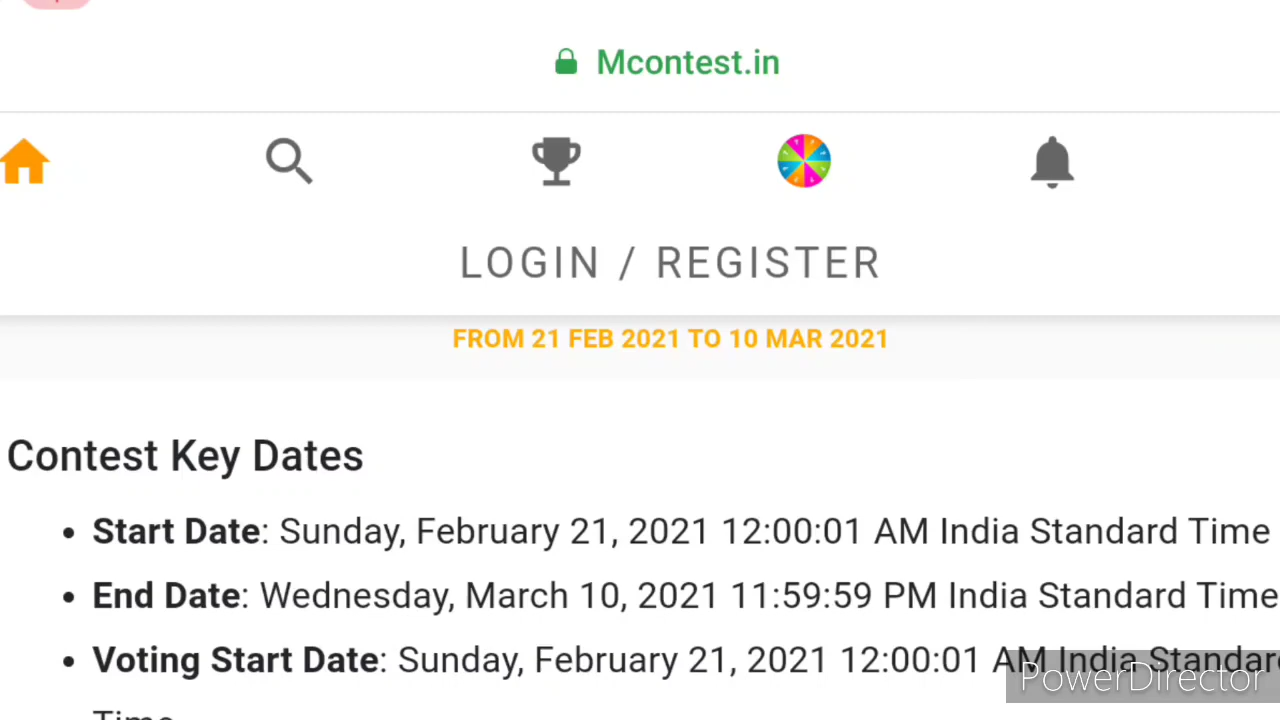 Mcontest.in
LOGIN / REGISTER
FROM 21 FEB 2021 TO 10 MAR 2021
Contest Key Dates
• Start Date: Sunday, February 21, 2021 12:00:01 AM India Standard Time
• End Date: Wednesday, March 10, 2021 11:59:59 PM India Standard Time
• Voting Start Date: Sunday, February 21, 2021 12:00:01 AM India Standard
Time
PowerDirector